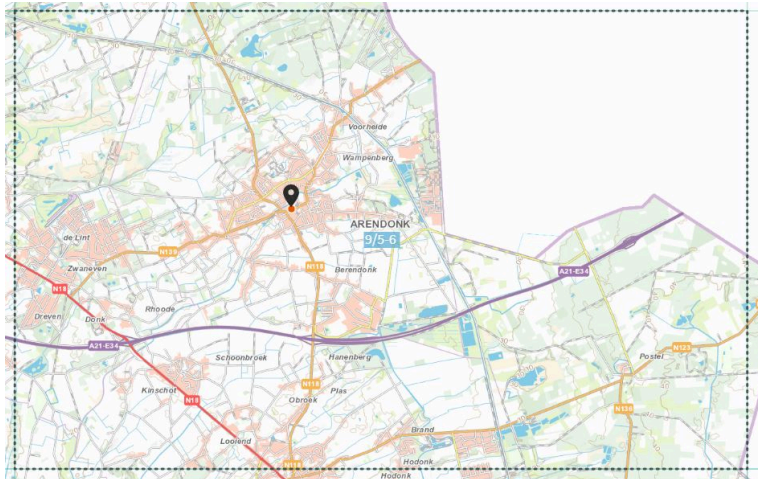 Voorheide
Wampenberg
ARENDONK
9/5-6
de Lint
N139
Zwaneven
N118
Berendonk
A21-E34
N18
Rhoode
Dreven
Donk
A21-E34
Schoonbroek
Hanenberg
N123
Postel
Kinschot
N119
Plas
N18
Obroek
N136
Brand
Looiend
N118
Hodonk
Hodonk